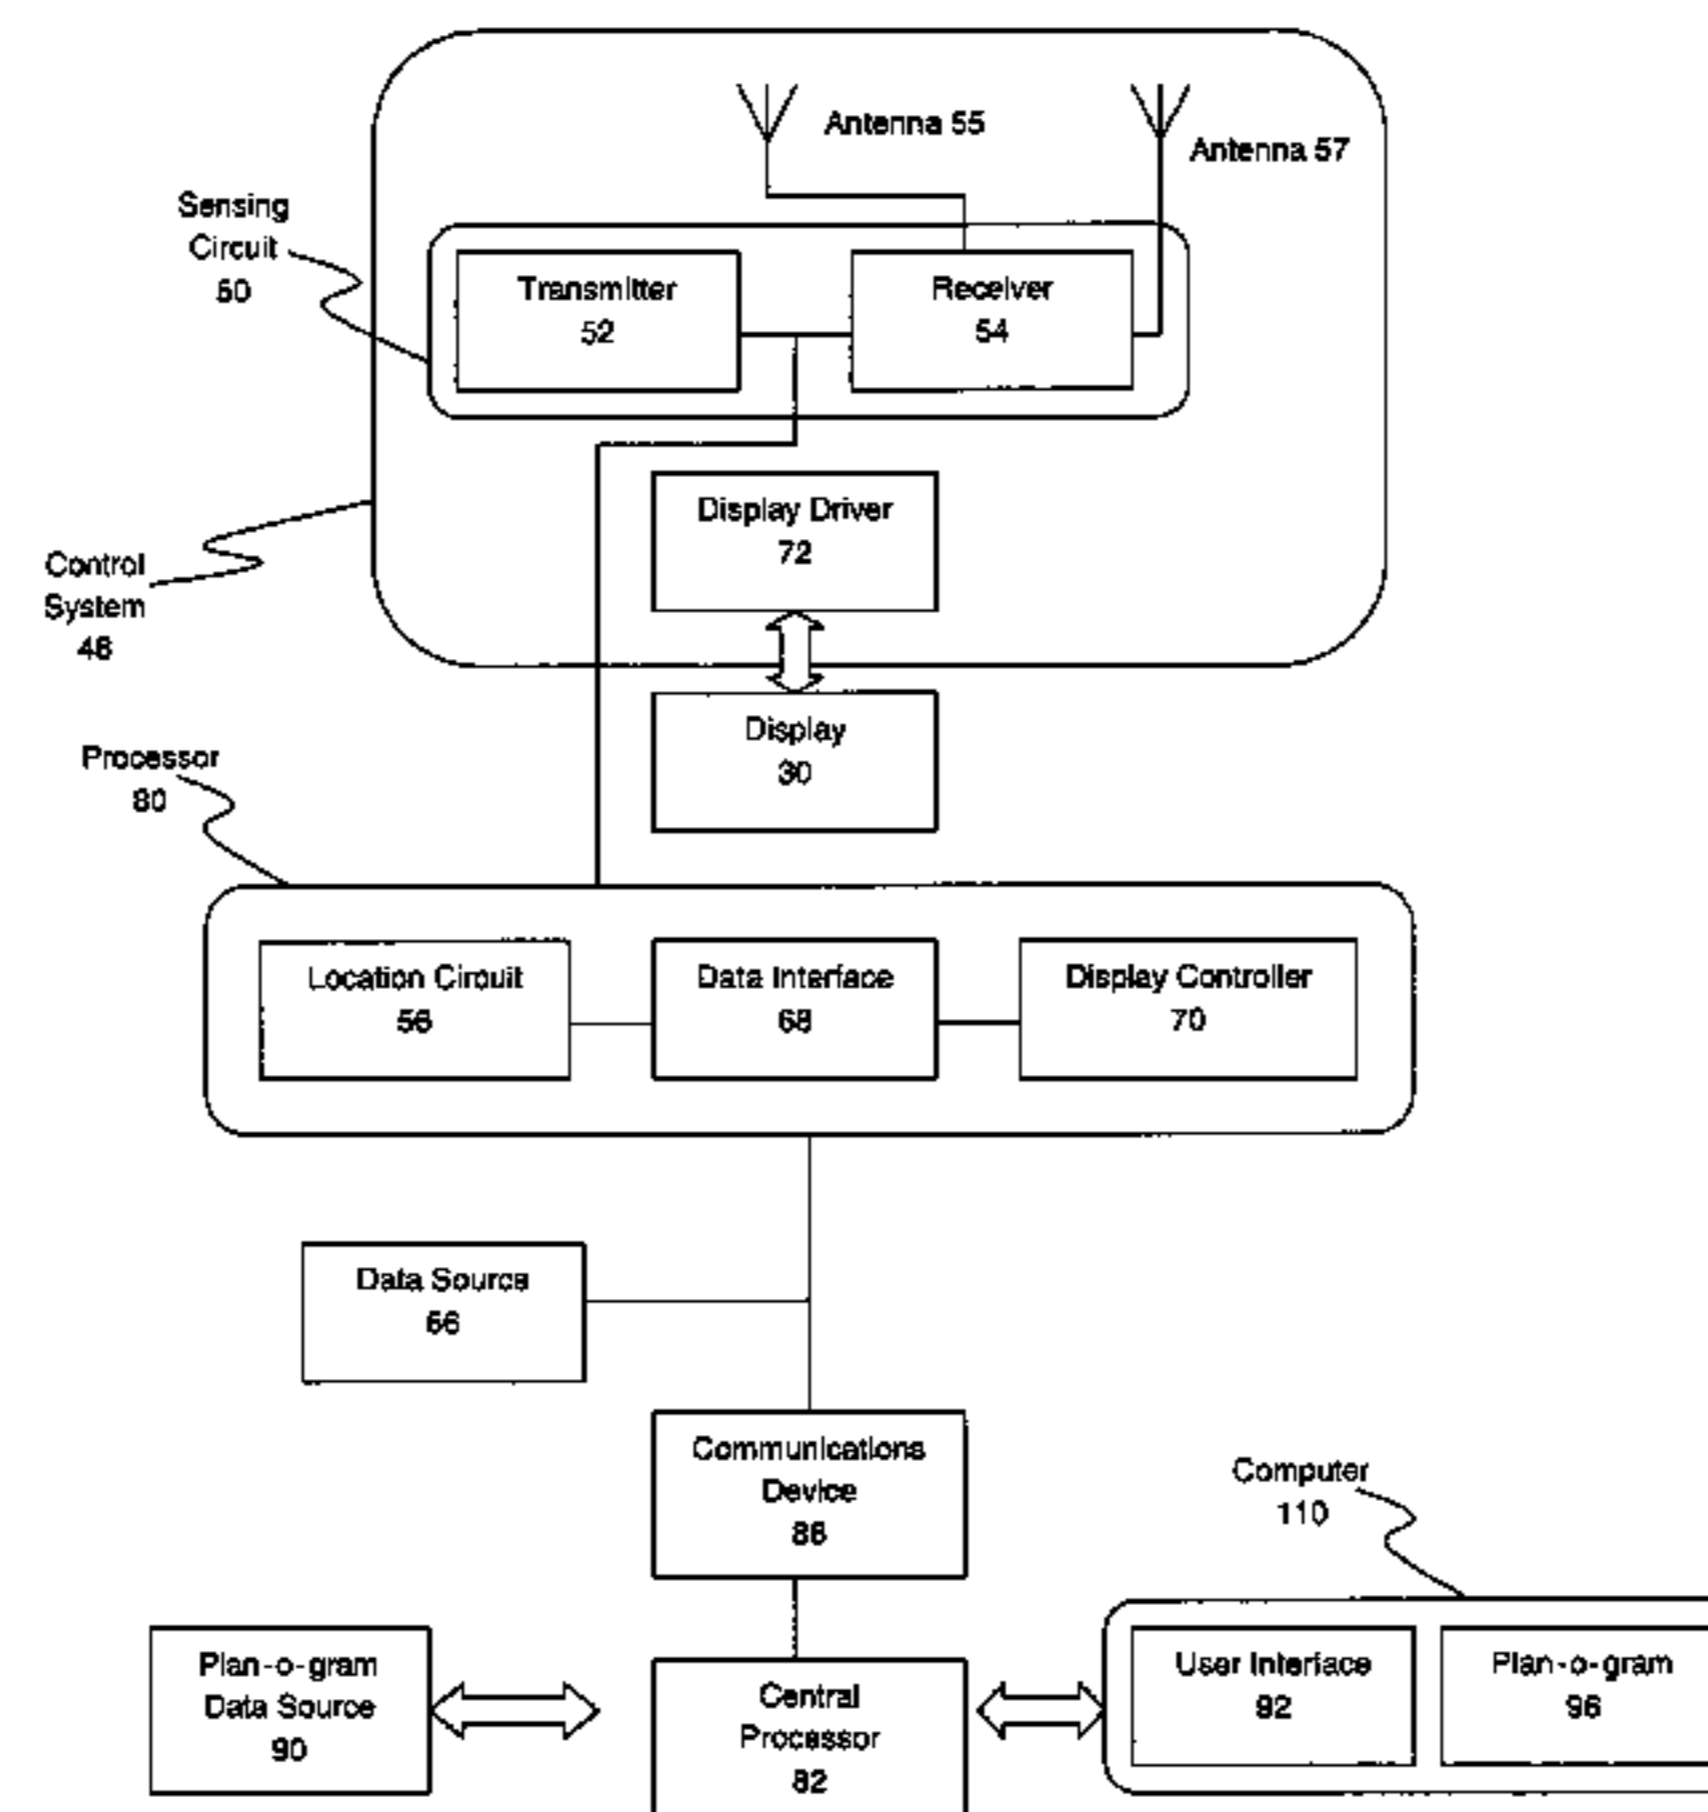 Antenna 55
Antenna 57
Sensing
Circuit
50
Transmitter
52
Receiver
54
Display Driver
72
Control
System
48
Display
30
Processor
80
Location Circuit
56
Data Interface
68
Display Controller
70
Data Source
66
Communications
Device
86
Computer
110
Plan-o-gram
Data Source
90
Central
Processor
82
User Interface
92
Plan-o-gram
96